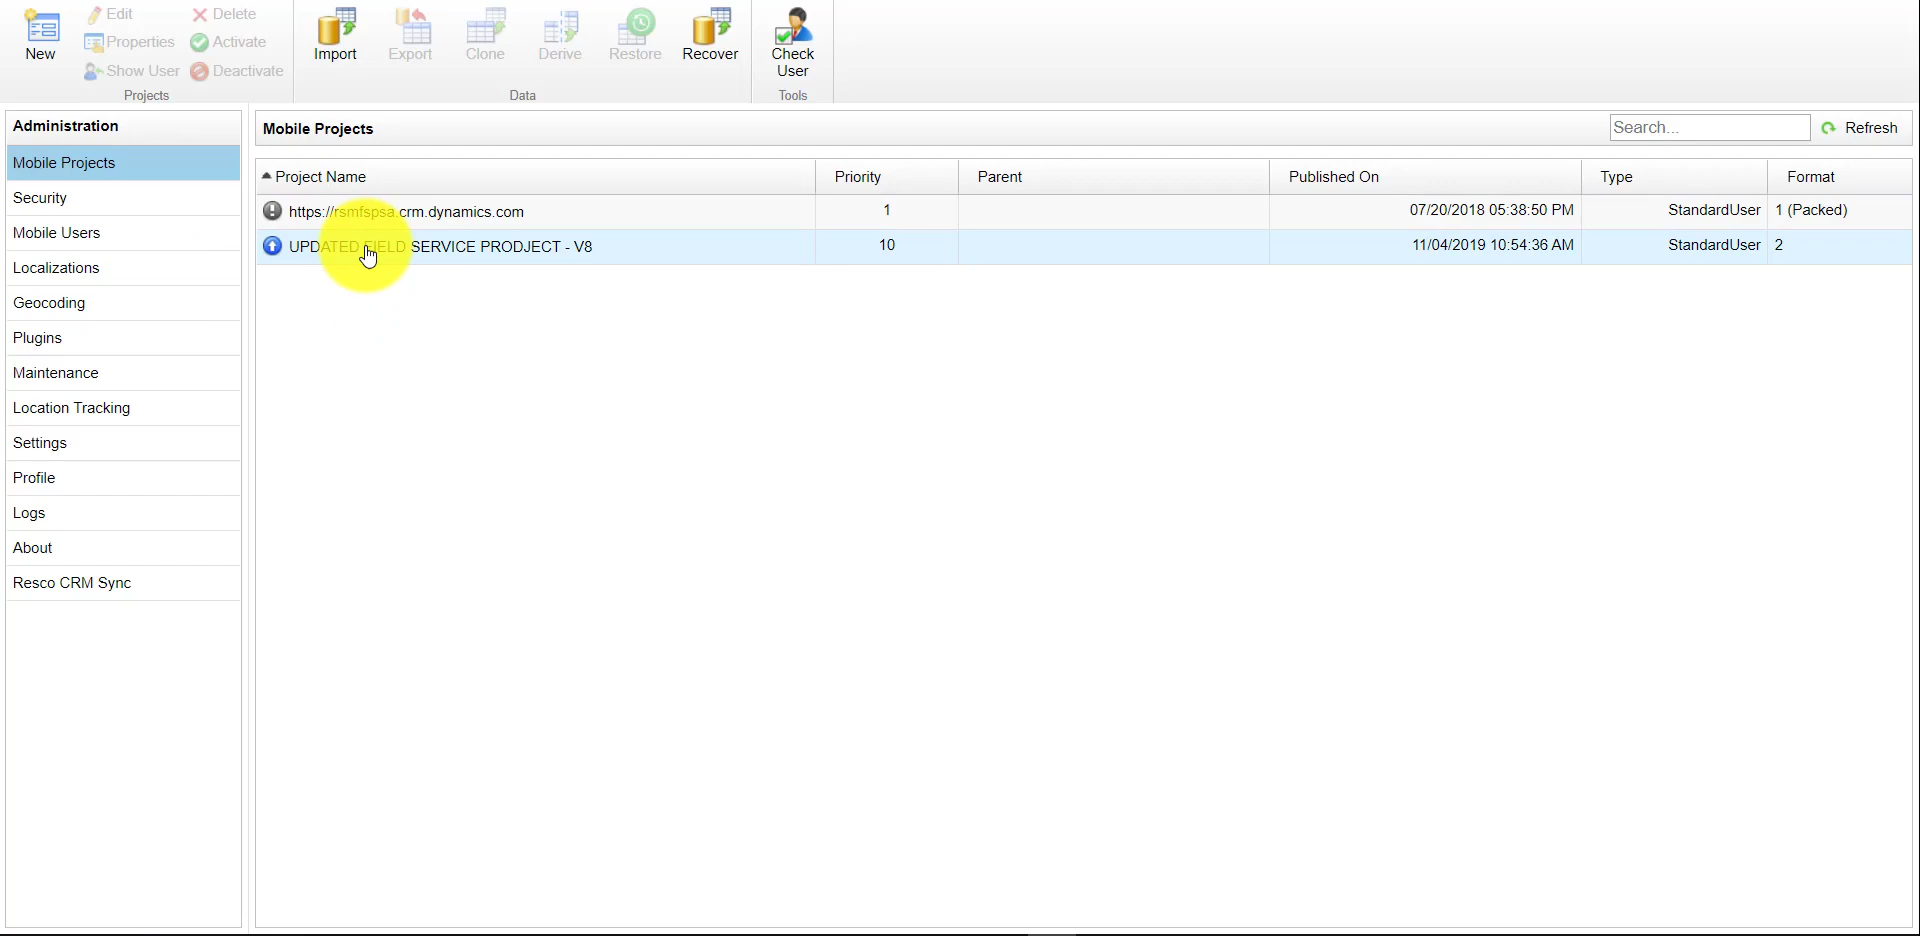 New
Edit
Delete
Properties
Activate
Show User
Deactivate
Projects
Import
Export
Clone
Derive
Restore
Recover
Data
Check
User
Tools
Administration
Mobile Projects
Security
Mobile Users
Localizations
Geocoding
Plugins
Maintenance
Location Tracking
Settings
Profile
Logs
About
Resco CRM Sync
Mobile Projects
Search...
Refresh
Project Name Priority Parent Published On Type Format
https://rsmfspsa.crm.dynamics.com 1 07/20/2018 05:38:50 PM StandardUser 1 (Packed)
UPDATED FIELD SERVICE PRODJECT - V8 10 11/04/2019 10:54:36 AM StandardUser 2